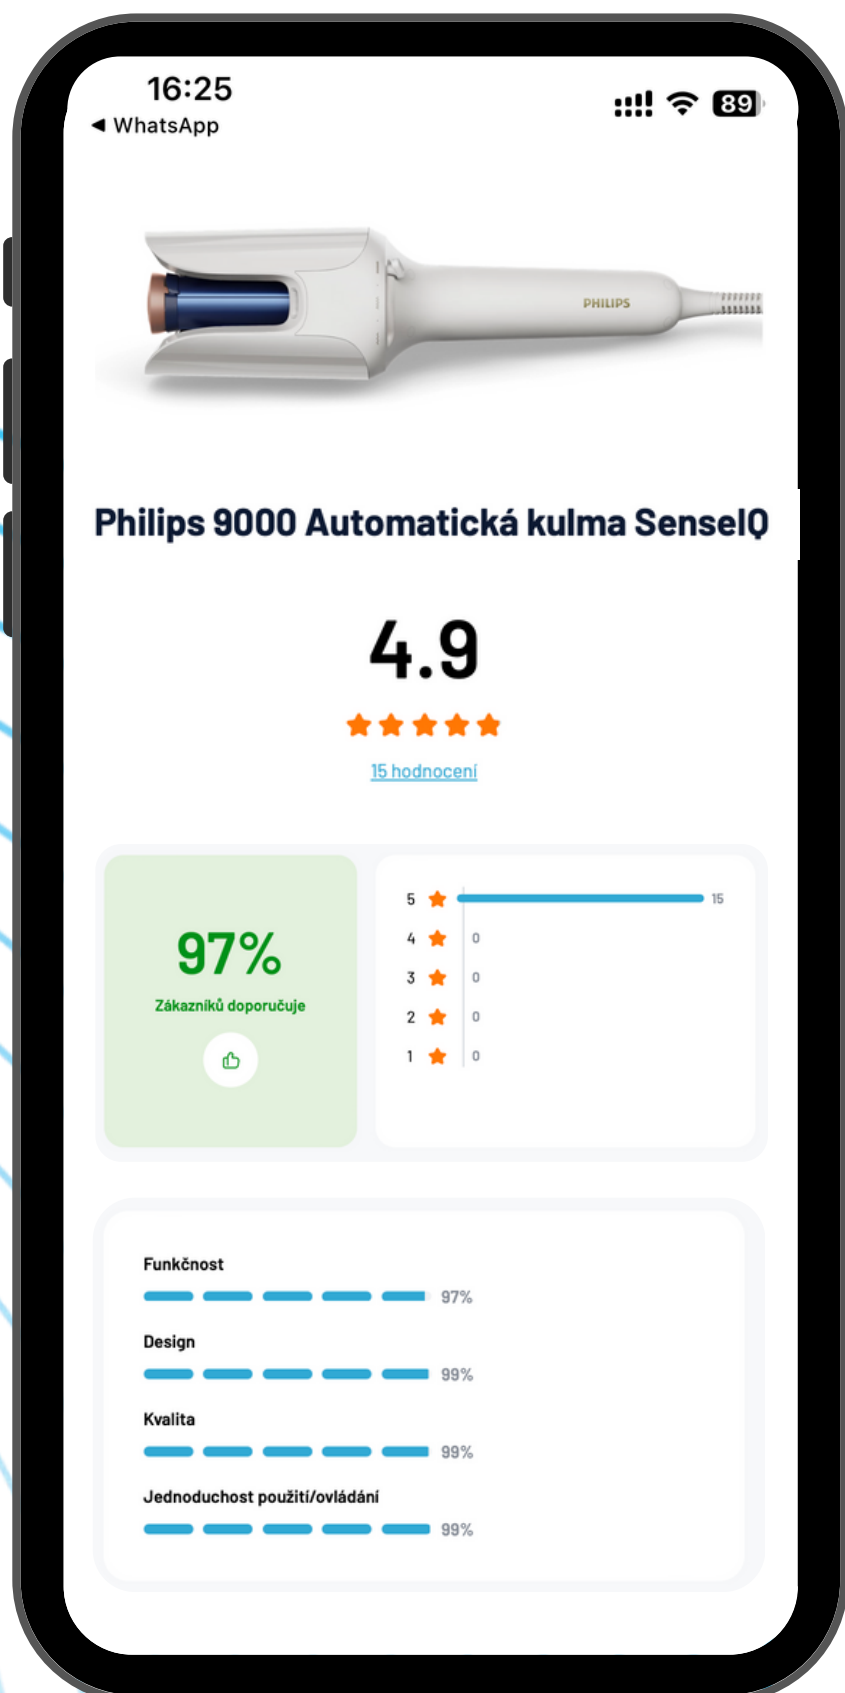 16:25
89
◀ WhatsApp
PHILIPS
Philips 9000 Automatická kulma SenseIQ
4.9
15 hodnocení
97%
Zákazníků doporučuje
5 15
4 0
3 0
2 0
1 0
Funkčnost
97%
Design
99%
Kvalita
99%
Jednoduchost použití/ovládání
99%